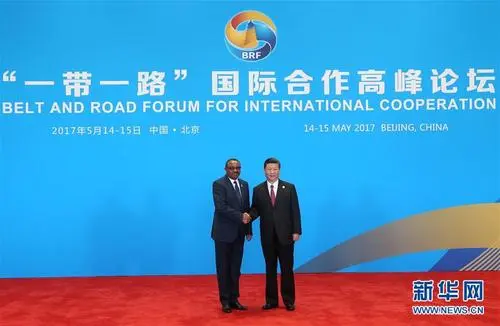 BRF
“一带一路” 国际合作高峰论坛
BELT AND ROAD FORUM FOR INTERNATIONAL COOPERATION
2017年5月14-15日 中国·北京 14-15 MAY 2017 BEIJING, CHINA
新华网
WWW.NEWS.CN